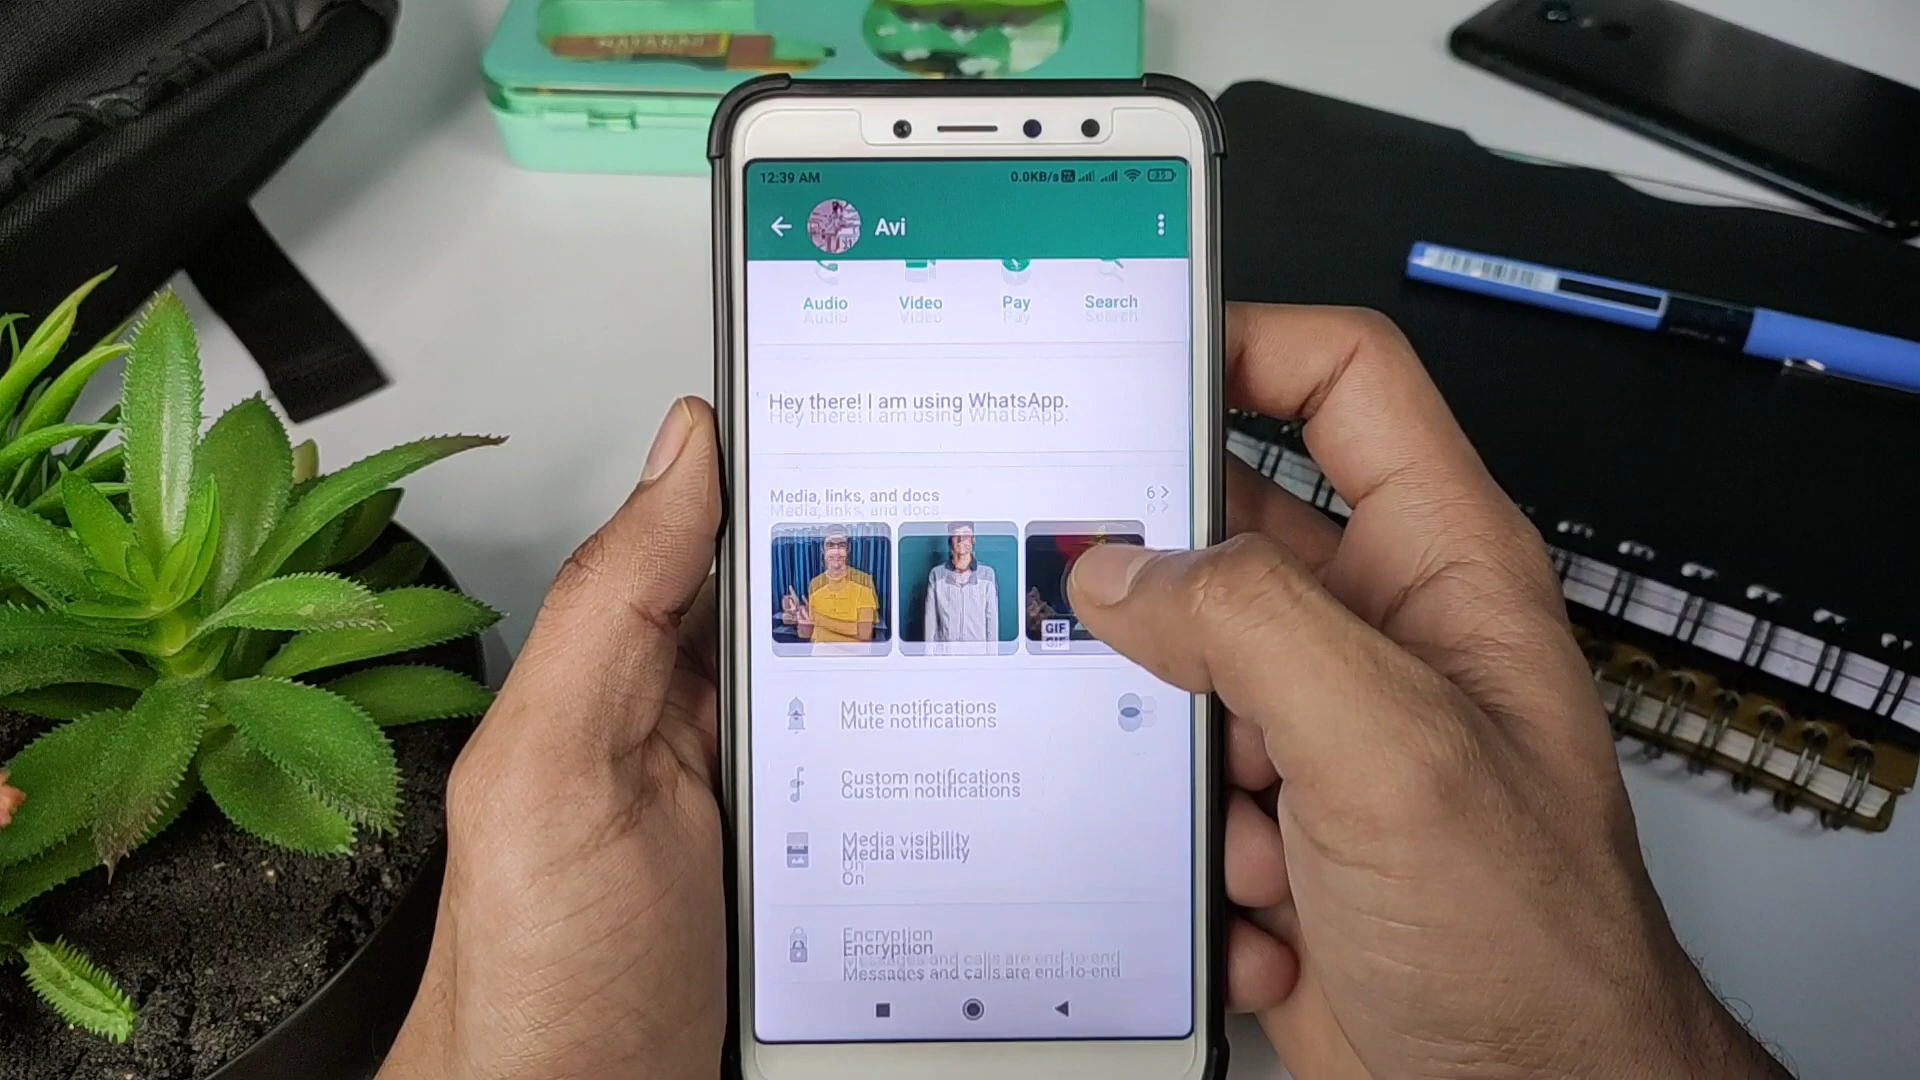 12:39 AM
0.0KB/s
35
Avi
Audio Video Pay Search
Hey there! I am using WhatsApp.
Media, links, and docs
6 >
GIF
Mute notifications
Custom notifications
Media visibility
On
Encryption
Messages and calls are end-to-end